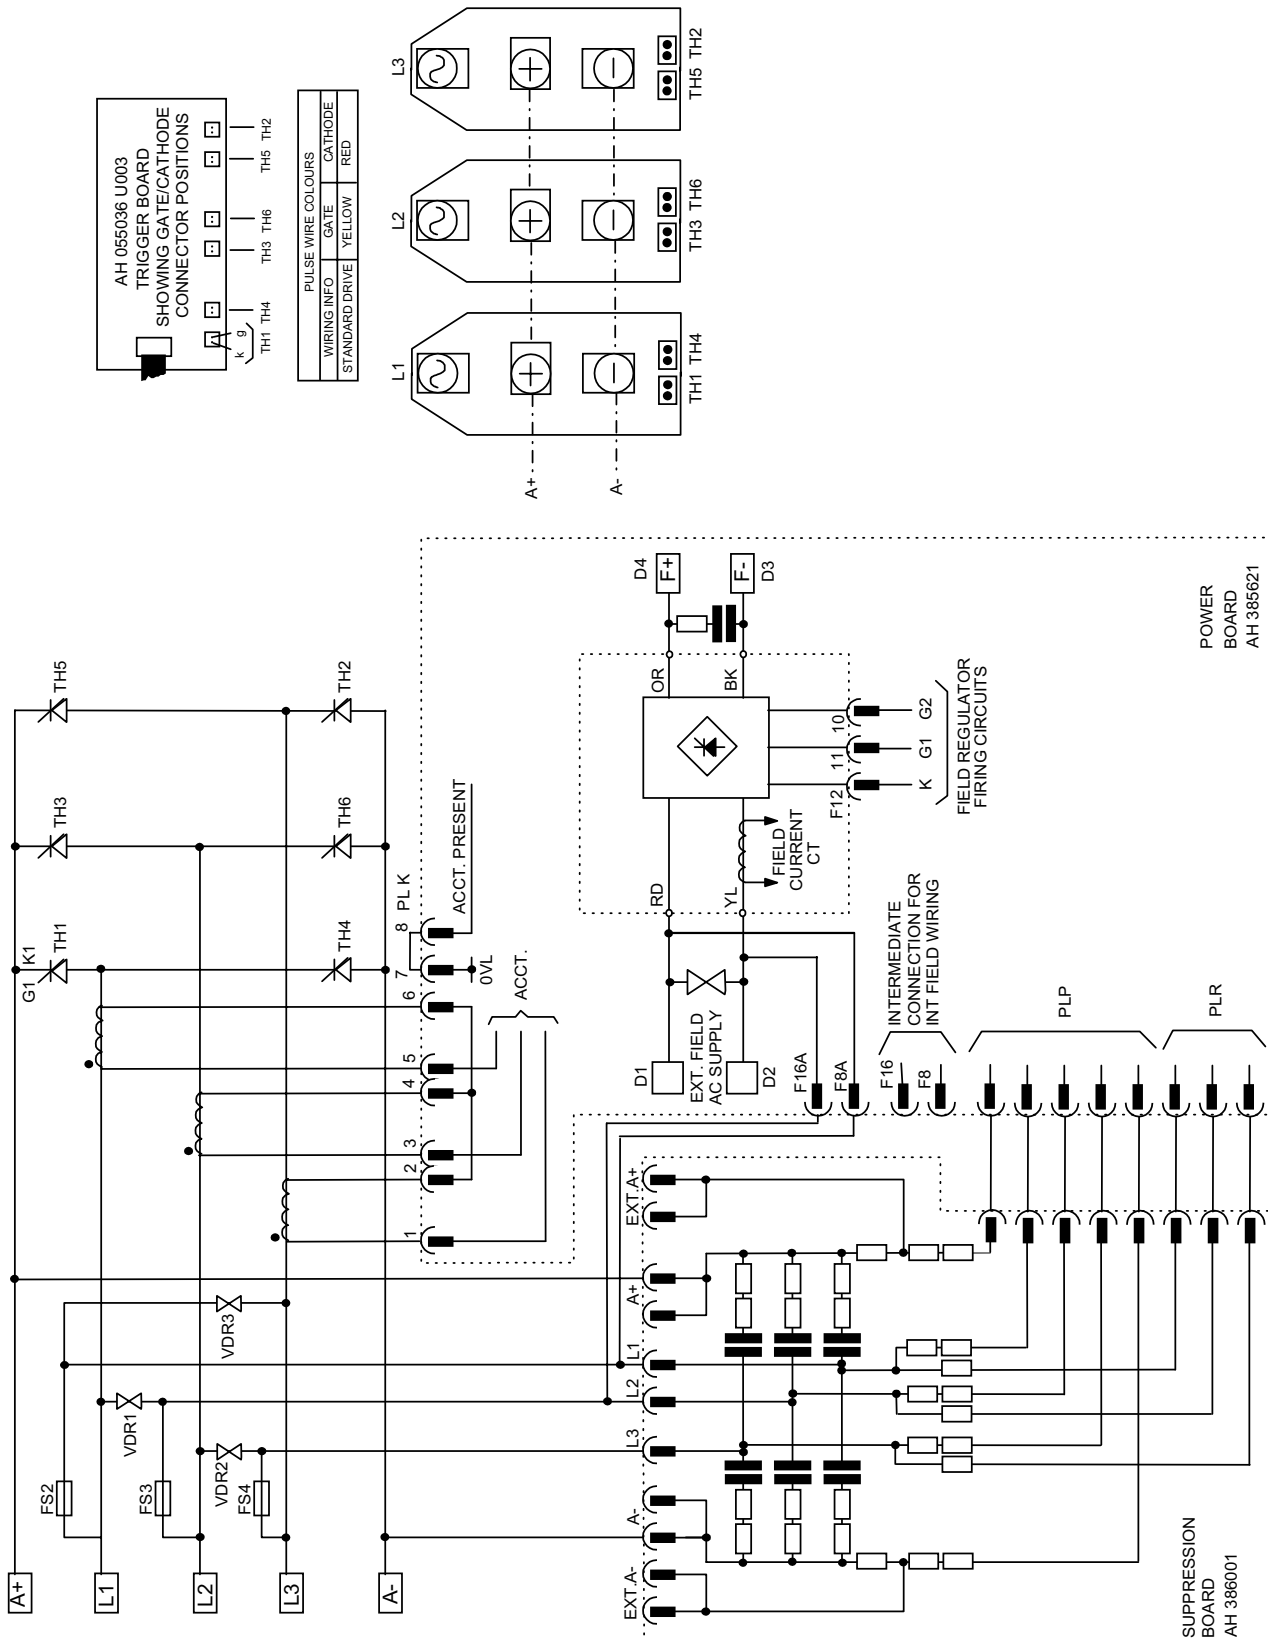 AH 055036 U003
TRIGGER BOARD
SHOWING GATE/CATHODE
CONNECTOR POSITIONS
k g
TH1 TH4
TH3 TH6
TH5 TH2
PULSE WIRE COLOURS
WIRING INFO GATE CATHODE
STANDARD DRIVE YELLOW RED
L1
L2
L3
A+
A-
TH1 TH4
TH3 TH6
TH5 TH2
A+
L1
L2
L3
A-
FS2
FS3
FS4
VDR1
VDR2
VDR3
G1 K1
TH1
TH3
TH5
TH4
TH6
TH2
1
2
3
4
5
6
7
8
PL K
0VL
ACCT. PRESENT
ACCT.
D1
D2
EXT. FIELD
AC SUPPLY
RD
YL
OR
BK
D4
F+
F-
D3
FIELD
CURRENT
CT
F12
11
10
K
G1
G2
FIELD REGULATOR
FIRING CIRCUITS
POWER
BOARD
AH 385621
F16A
F8A
F16
F8
INTERMEDIATE
CONNECTION FOR
INT FIELD WIRING
PLP
PLR
EXT.A-
A-
L3
L2
L1
A+
EXT.A+
SUPPRESSION
BOARD
AH 386001